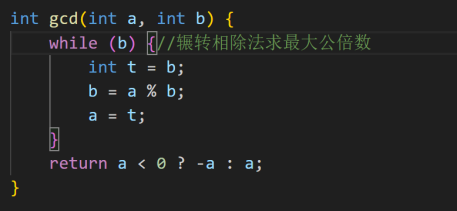 int gcd(int a, int b) {
while (b) {//辗转相除法求最大公倍数
int t = b;
b = a % b;
a = t;
}
return a < 0 ? -a : a;
}